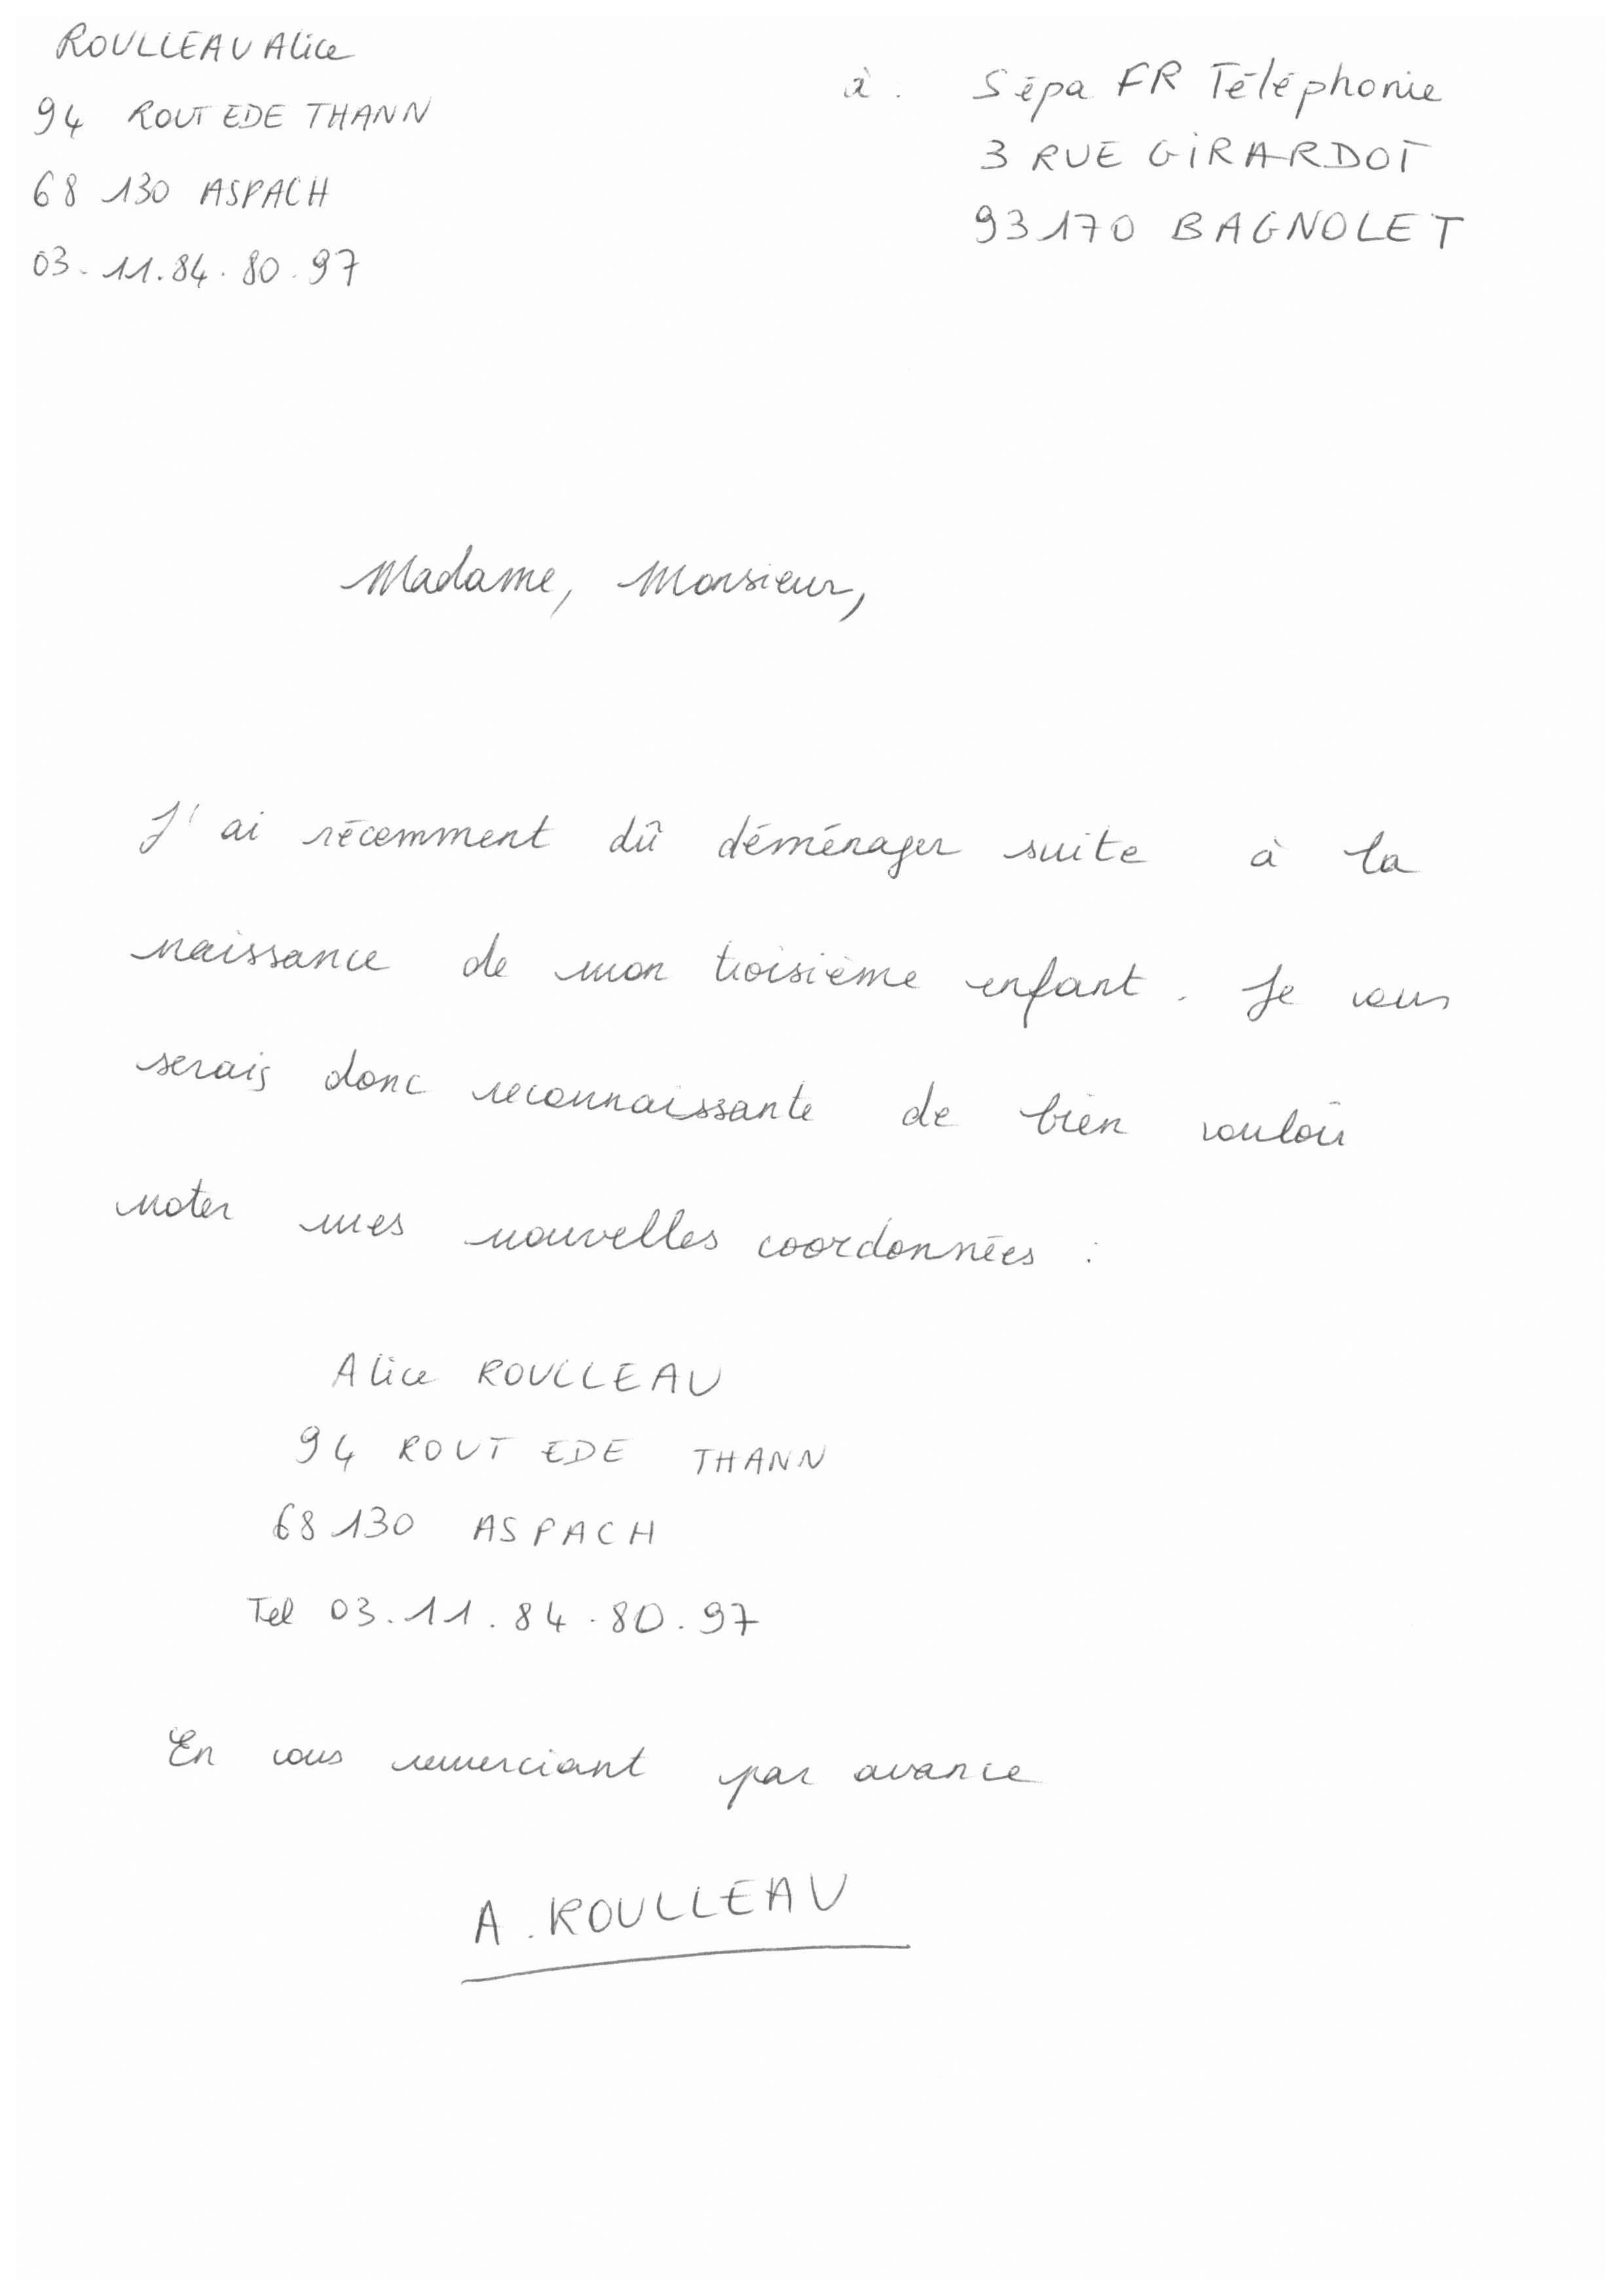 ROULLEAU Alice
94 ROUT EDE THANN
68 130 ASPACH
03.11.84.80.97
à. Sépa FR Téléphonie
3 RUE GIRARDOT
93170 BAGNOLET
Madame, Monsieur,
J'ai récemment dû déménager suite à la
naissance de mon troisième enfant. Je vous
serais donc reconnaissante de bien vouloir
noter mes nouvelles coordonnées :
Alice ROULLEAU
94 ROUT EDE THANN
68130 ASPACH
Tel 03.11.84.80.97
En vous remerciant par avance
A. ROULLEAU